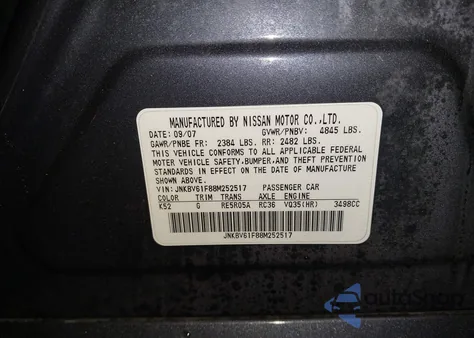 MANUFACTURED BY NISSAN MOTOR CO.,LTD.
DATE: 09/07 GVWR/PNBV: 4845 LBS.
GAWR/PNBE FR: 2384 LBS. RR: 2482 LBS.
THIS VEHICLE CONFORMS TO ALL APPLICABLE FEDERAL
MOTOR VEHICLE SAFETY,BUMPER,AND THEFT PREVENTION
STANDARDS IN EFFECT ON THE DATE OF MANUFACTURE
SHOWN ABOVE.
VIN: JNKBV61F88M252517 PASSENGER CAR
COLOR TRIM TRANS AXLE ENGINE
K52 G RE5R05A RC36 VQ35(HR) 3498CC
JNKBV61F88M252517
autoShop